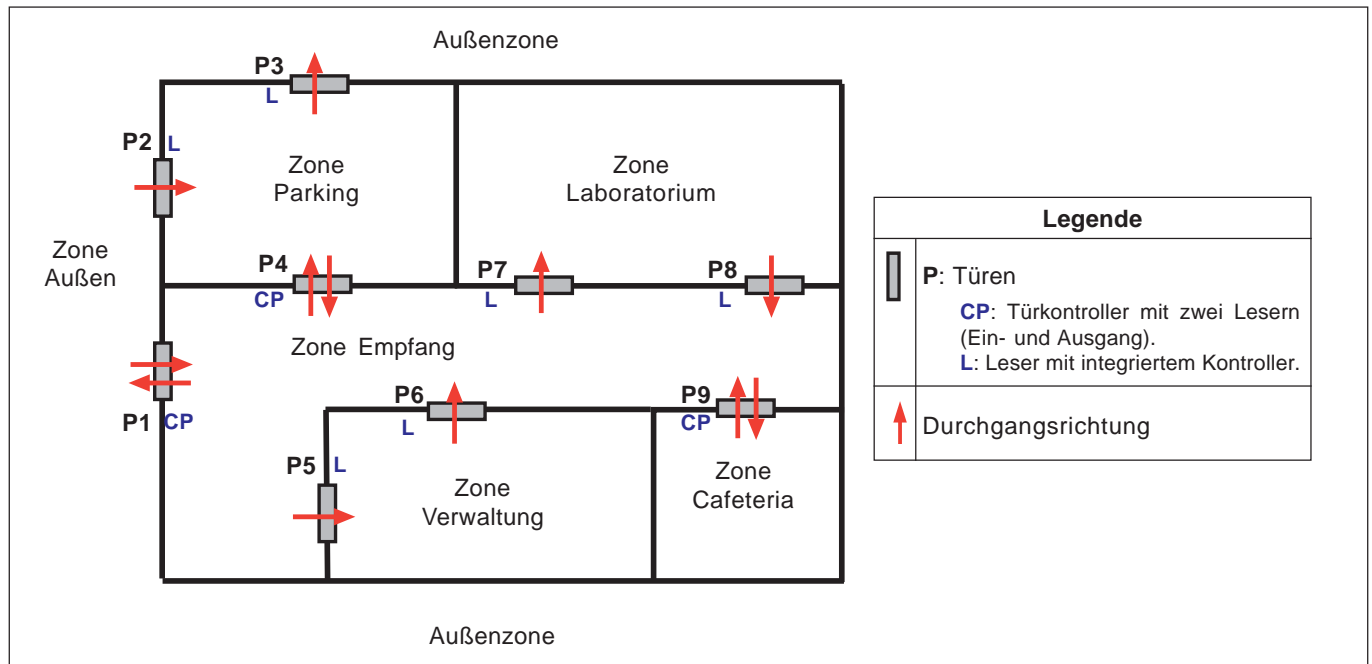 Außenzone
P3
L
P2 L
Zone
Parking
Zone
Laboratorium
Zone
Außen
P4
CP
P7
L
P8
L
Zone Empfang
P1 CP
P6
L
P9
CP
P5 L
Zone
Verwaltung
Zone
Cafeteria
Außenzone
Legende
P: Türen
CP: Türkontroller mit zwei Lesern
(Ein- und Ausgang).
L: Leser mit integriertem Kontroller.
Durchgangsrichtung